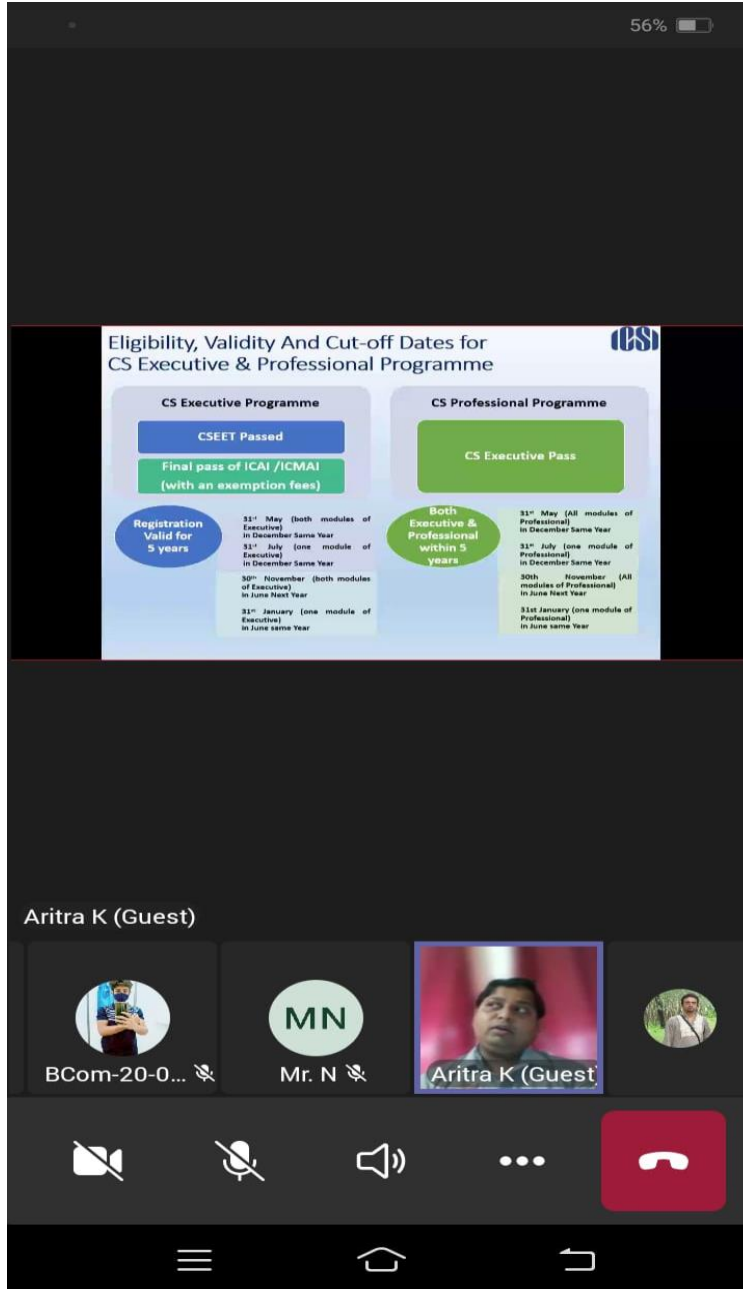 56%
Eligibility, Validity And Cut-off Dates for
CS Executive & Professional Programme
ICSI
CS Executive Programme
CSEET Passed
Final pass of ICAI /ICMAI
(with an exemption fees)
Registration
Valid for
5 years
31st May (both modules of
Executive)
in December Same Year
31st July (one module of
Executive)
in December Same Year
30th November (both modules
of Executive)
in June Next Year
31st January (one module of
Executive)
in June same Year
CS Professional Programme
CS Executive Pass
Both
Executive &
Professional
within 5
years
31st May (All modules of
Professional)
in December Same Year
31st July (one module of
Professional)
in December Same Year
30th November (All
modules of Professional)
in June Next Year
31st January (one module of
Professional)
in June same Year
Aritra K (Guest)
BCom-20-0...
MN
Mr. N
Aritra K (Guest